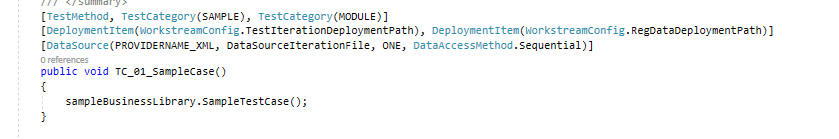 /// </summary>
[TestMethod, TestCategory(SAMPLE), TestCategory(MODULE)]
[DeploymentItem(WorkstreamConfig.TestIterationDeploymentPath), DeploymentItem(WorkstreamConfig.RegDataDeploymentPath)]
[DataSource(PROVIDERNAME_XML, DataSourceIterationFile, ONE, DataAccessMethod.Sequential)]
0 references
public void TC_01_SampleCase()
{
    sampleBusinessLibrary.SampleTestCase();
}